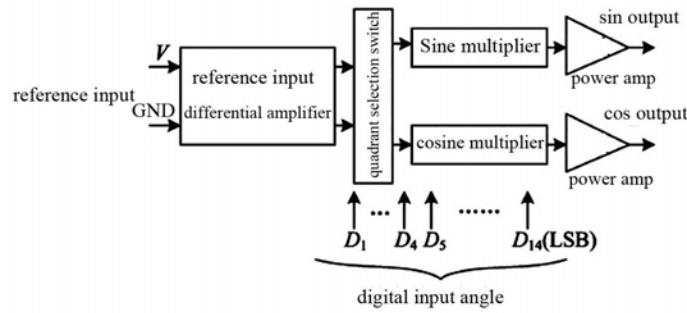 sin output
V
reference input
reference input
quadrant selection switch
Sine multiplier
power amp
GND
differential amplifier
cos output
cosine multiplier
power amp
D1 ... D4 D5 ...... D14(LSB)
digital input angle